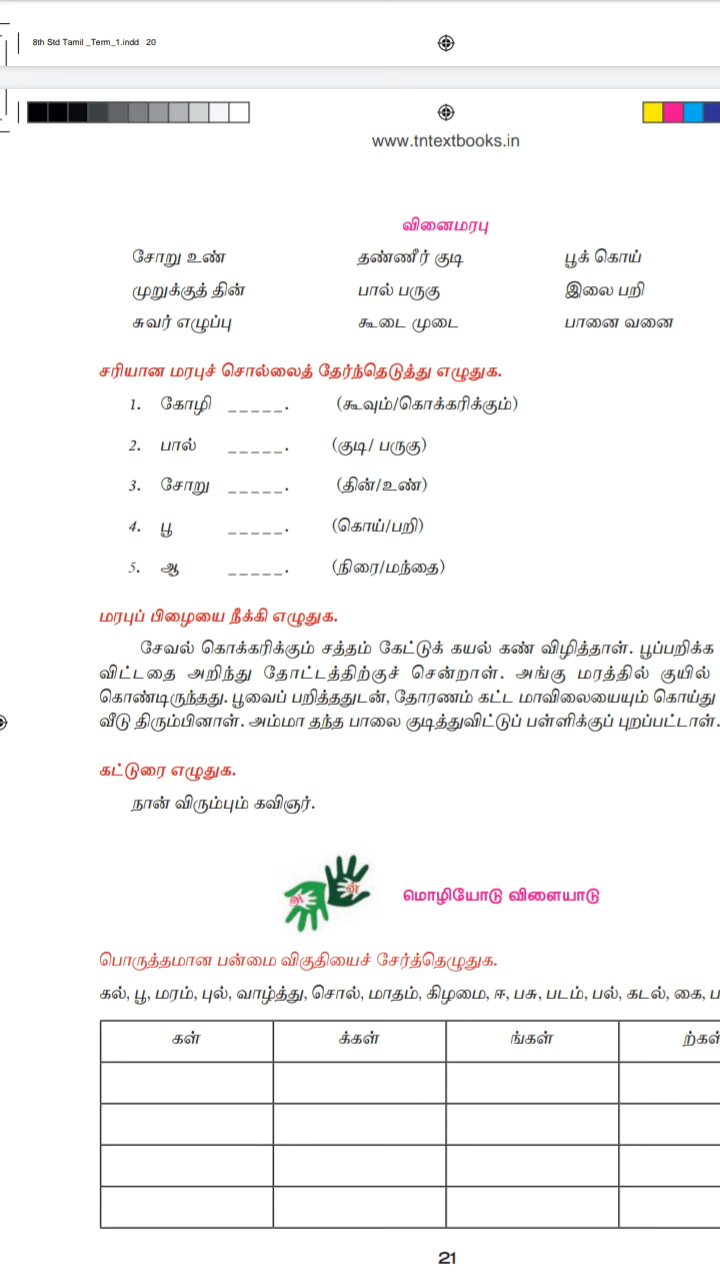 8th Std Tamil _Term_1.indd 20
www.tntextbooks.in
வினைமரபு
சோறு உண் தண்ணீர் குடி பூக் கொய்
முறுக்குத் தின் பால் பருகு இலை பறி
சுவர் எழுப்பு கூடை முடை பானை வனை
சரியான மரபுச் சொல்லைத் தேர்ந்தெடுத்து எழுதுக.
1. கோழி _____. (கூவும்/கொக்கரிக்கும்)
2. பால் _____. (குடி/ பருகு)
3. சோறு _____. (தின்/உண்)
4. பூ _____. (கொய்/பறி)
5. ஆ _____. (நிரை/மந்தை)
மரபுப் பிழையை நீக்கி எழுதுக.
சேவல் கொக்கரிக்கும் சத்தம் கேட்டுக் கயல் கண் விழித்தாள். பூப்பறிக்க
விட்டதை அறிந்து தோட்டத்திற்குச் சென்றாள். அங்கு மரத்தில் குயில்
கொண்டிருந்தது. பூவைப் பறித்ததுடன், தோரணம் கட்ட மாவிலையையும் கொய்து
வீடு திரும்பினாள். அம்மா தந்த பாலை குடித்துவிட்டுப் பள்ளிக்குப் புறப்பட்டாள்.
கட்டுரை எழுதுக.
நான் விரும்பும் கவிஞர்.
மொழியோடு விளையாடு
பொருத்தமான பன்மை விகுதியைச் சேர்த்தெழுதுக.
கல், பூ, மரம், புல், வாழ்த்து, சொல், மாதம், கிழமை, ஈ, பசு, படம், பல், கடல், கை, ப
கள் க்கள் ங்கள் ற்கள்
21